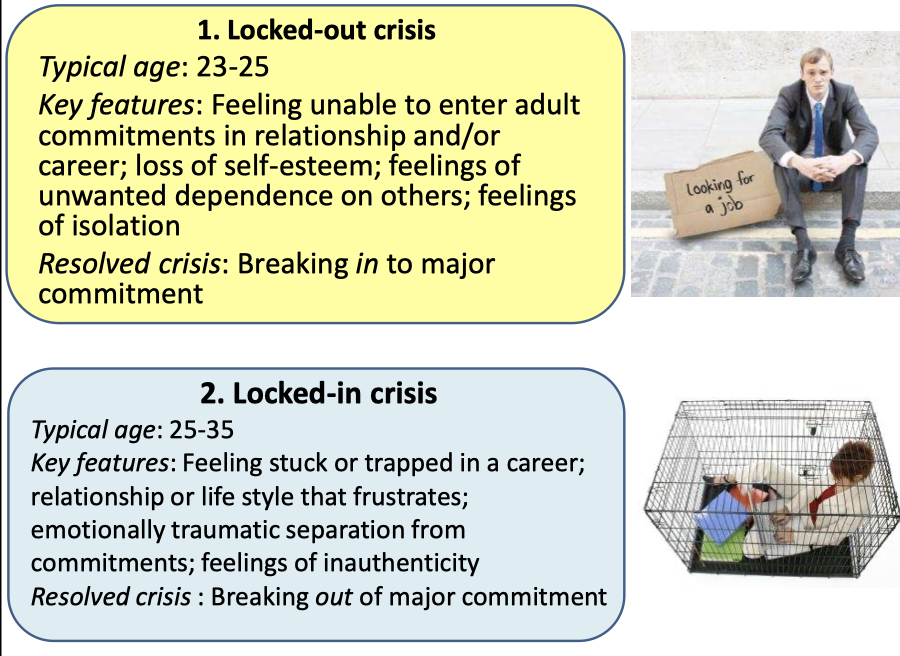 1. Locked-out crisis
Typical age: 23-25
Key features: Feeling unable to enter adult
commitments in relationship and/or
career; loss of self-esteem; feelings of
unwanted dependence on others; feelings
of isolation
Resolved crisis: Breaking in to major
commitment
Looking for
a job
2. Locked-in crisis
Typical age: 25-35
Key features: Feeling stuck or trapped in a career;
relationship or life style that frustrates;
emotionally traumatic separation from
commitments; feelings of inauthenticity
Resolved crisis : Breaking out of major commitment